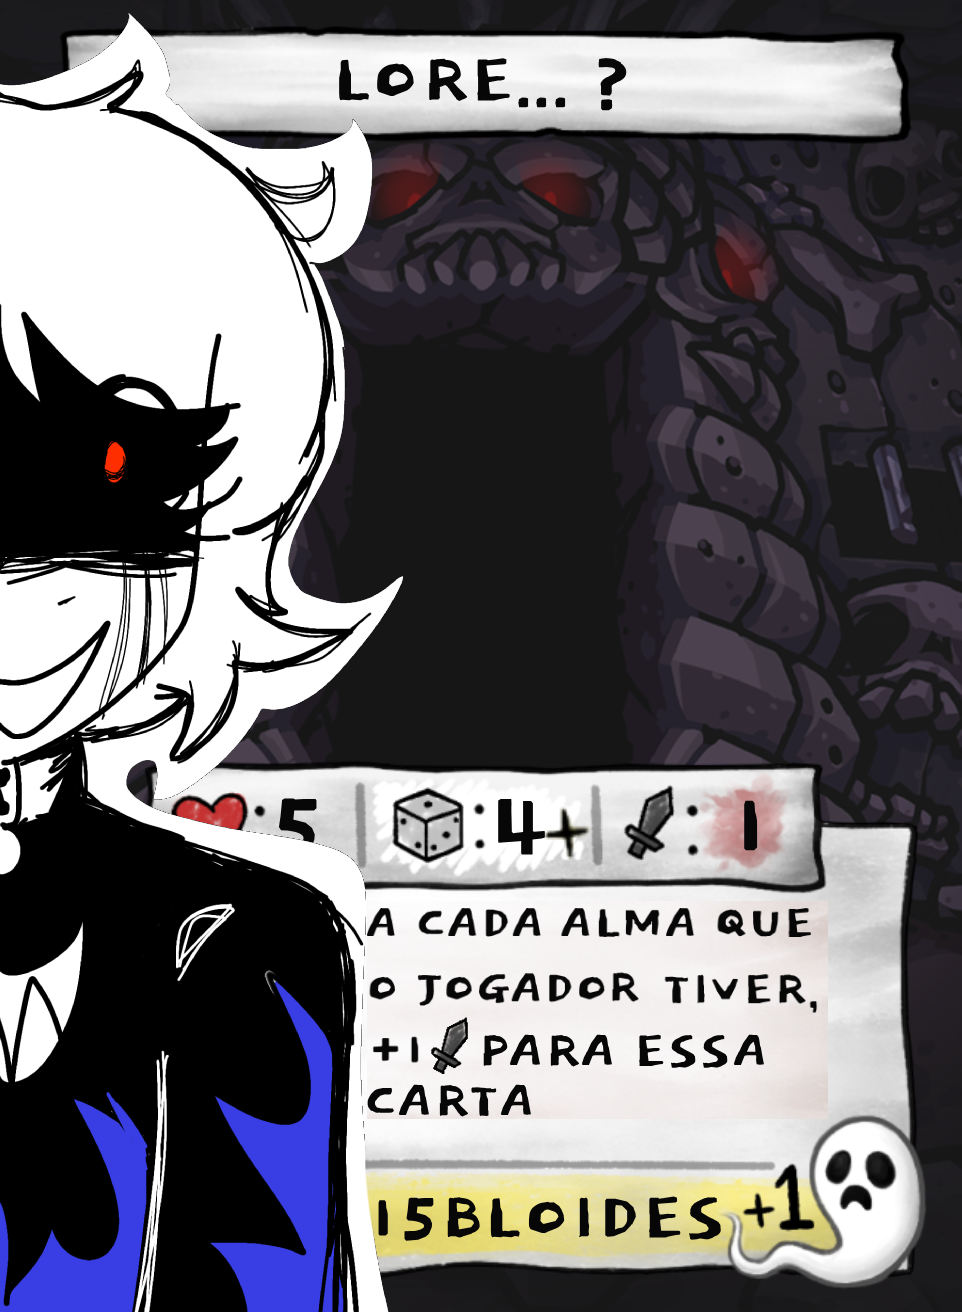 LORE... ?
:5 :4+ :1
A CADA ALMA QUE
O JOGADOR TIVER,
+1 PARA ESSA
CARTA
15BLOIDES +1